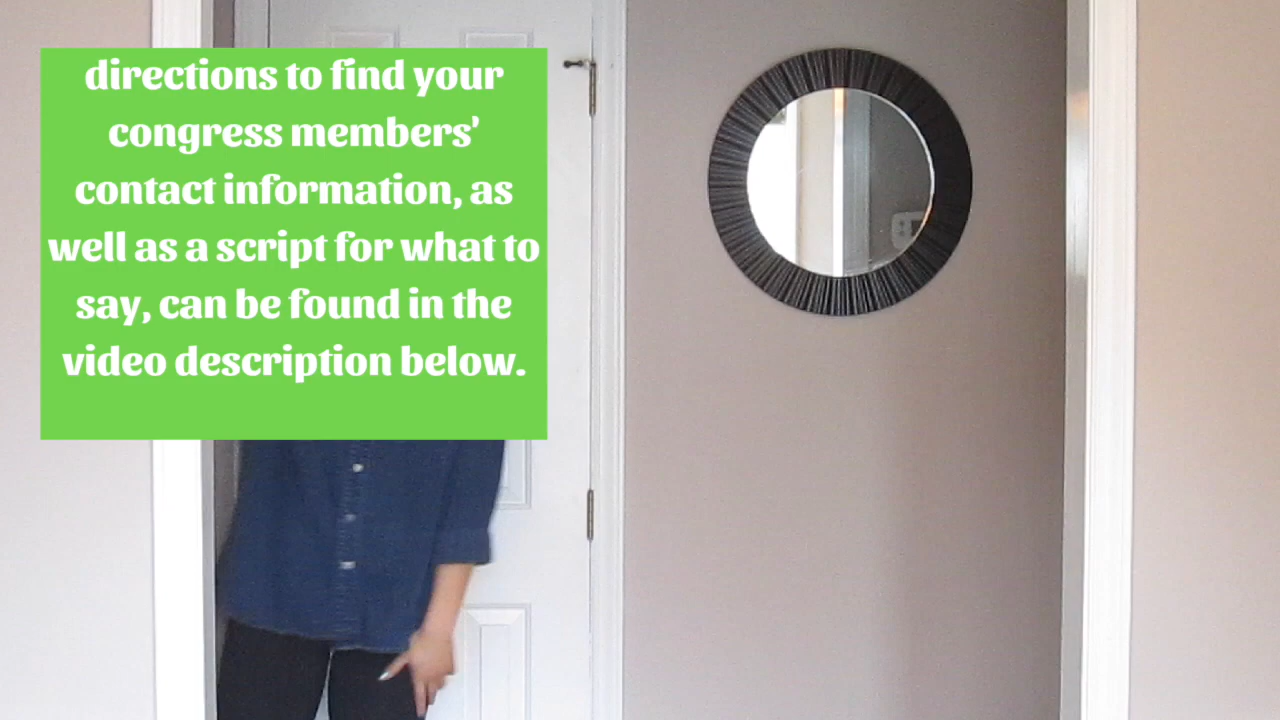 directions to find your
congress members'
contact information, as
well as a script for what to
say, can be found in the
video description below.